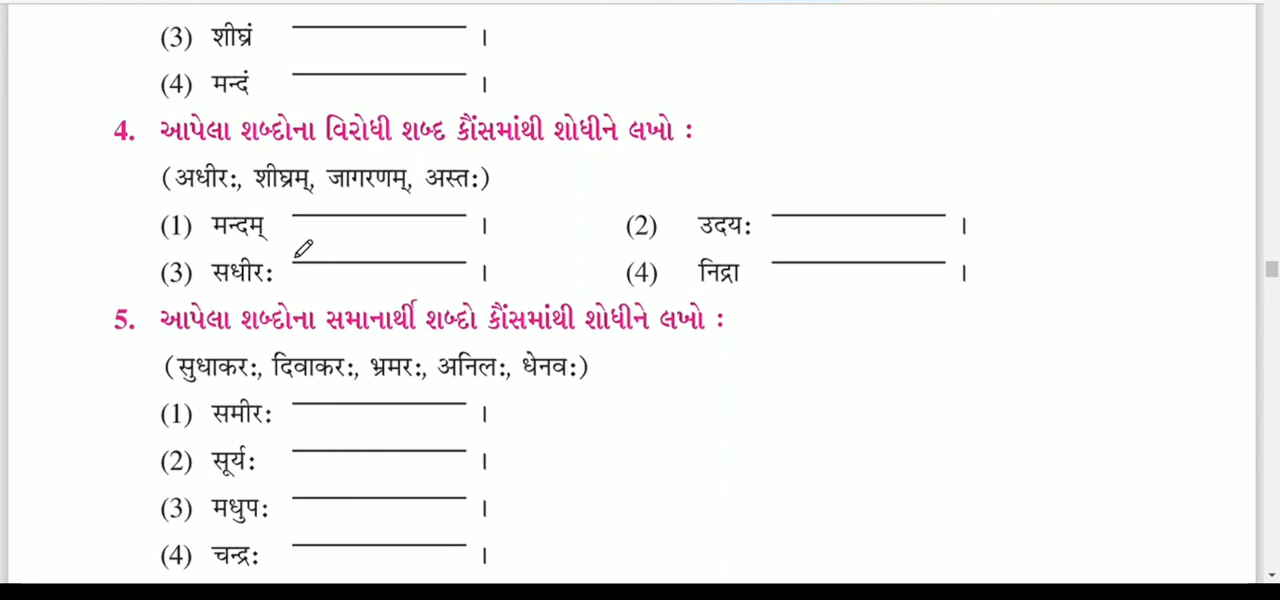 (3) शीघ्रं ____________ ।
(4) मन्दं ____________ ।
4. આપેલા શબ્દોના વિરોધી શબ્દ કૌંસમાંથી શોધીને લખો :
(अधीरः, शीघ्रम्, जागरणम्, अस्तः)
(1) मन्दम् ____________ । (2) उदयः ____________ ।
(3) सधीरः ____________ । (4) निद्रा ____________ ।
5. આપેલા શબ્દોના સમાનાર્થી શબ્દો કૌંસમાંથી શોધીને લખો :
(सुधाकरः, दिवाकरः, भ्रमरः, अनिलः, धेनवः)
(1) समीरः ____________ ।
(2) सूर्यः ____________ ।
(3) मधुपः ____________ ।
(4) चन्द्रः ____________ ।